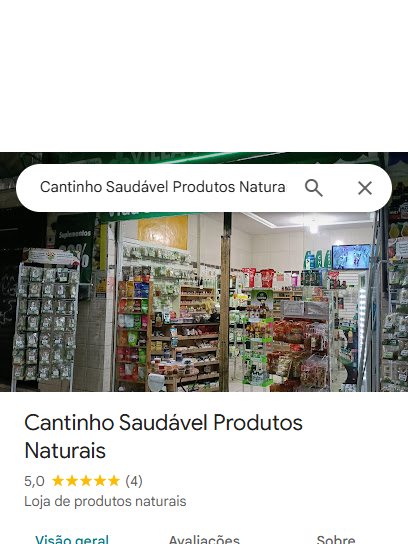 Cantinho Saudável Produtos Natura
Suplementos
Cantinho Saudável Produtos
Naturais
5,0 ★★★★★ (4)
Loja de produtos naturais
Visão geral Avaliações Sobre